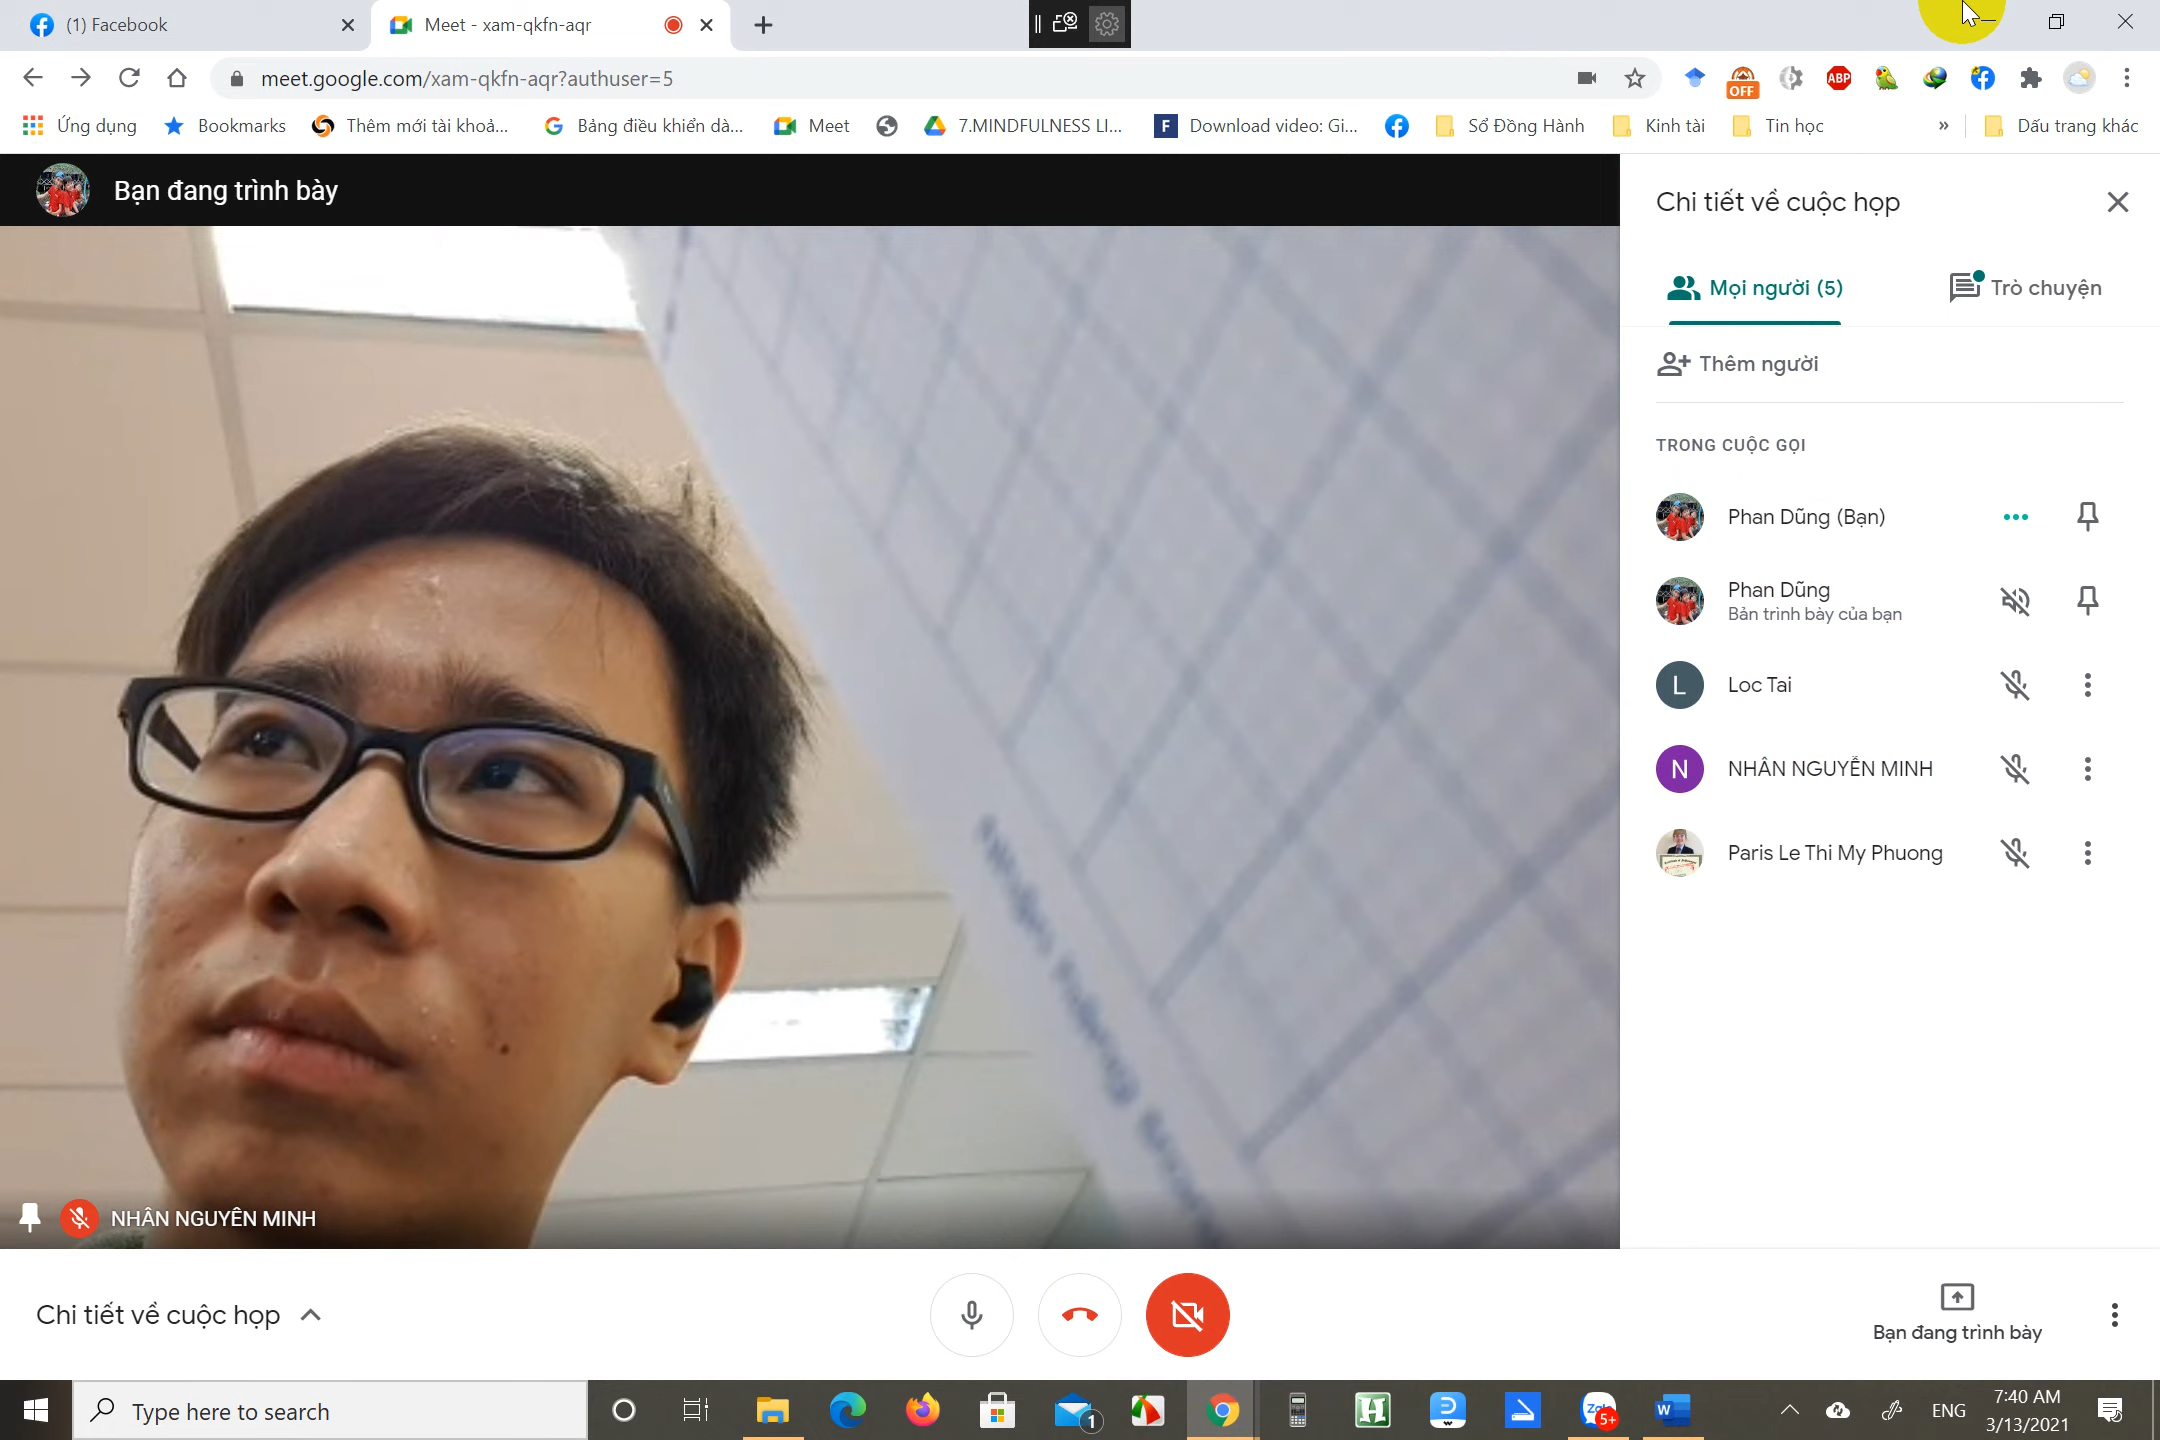 (1) Facebook
Meet - xam-qkfn-aqr
meet.google.com/xam-qkfn-aqr?authuser=5
OFF
ABP
Ứng dụng
Bookmarks
Thêm mới tài khoả...
Bảng điều khiển dà...
Meet
7.MINDFULNESS LI...
F
Download video: Gi...
Sổ Đồng Hành
Kinh tài
Tin học
»
Dấu trang khác
Bạn đang trình bày
Chi tiết về cuộc họp
Mọi người (5)
Trò chuyện
Thêm người
TRONG CUỘC GỌI
Phan Dũng (Bạn)
Phan Dũng
Bản trình bày của bạn
L
Loc Tai
N
NHÂN NGUYỄN MINH
Paris Le Thi My Phuong
NHÂN NGUYỄN MINH
Chi tiết về cuộc họp
Bạn đang trình bày
Type here to search
1
H
Zalo
5+
W
ENG
7:40 AM
3/13/2021